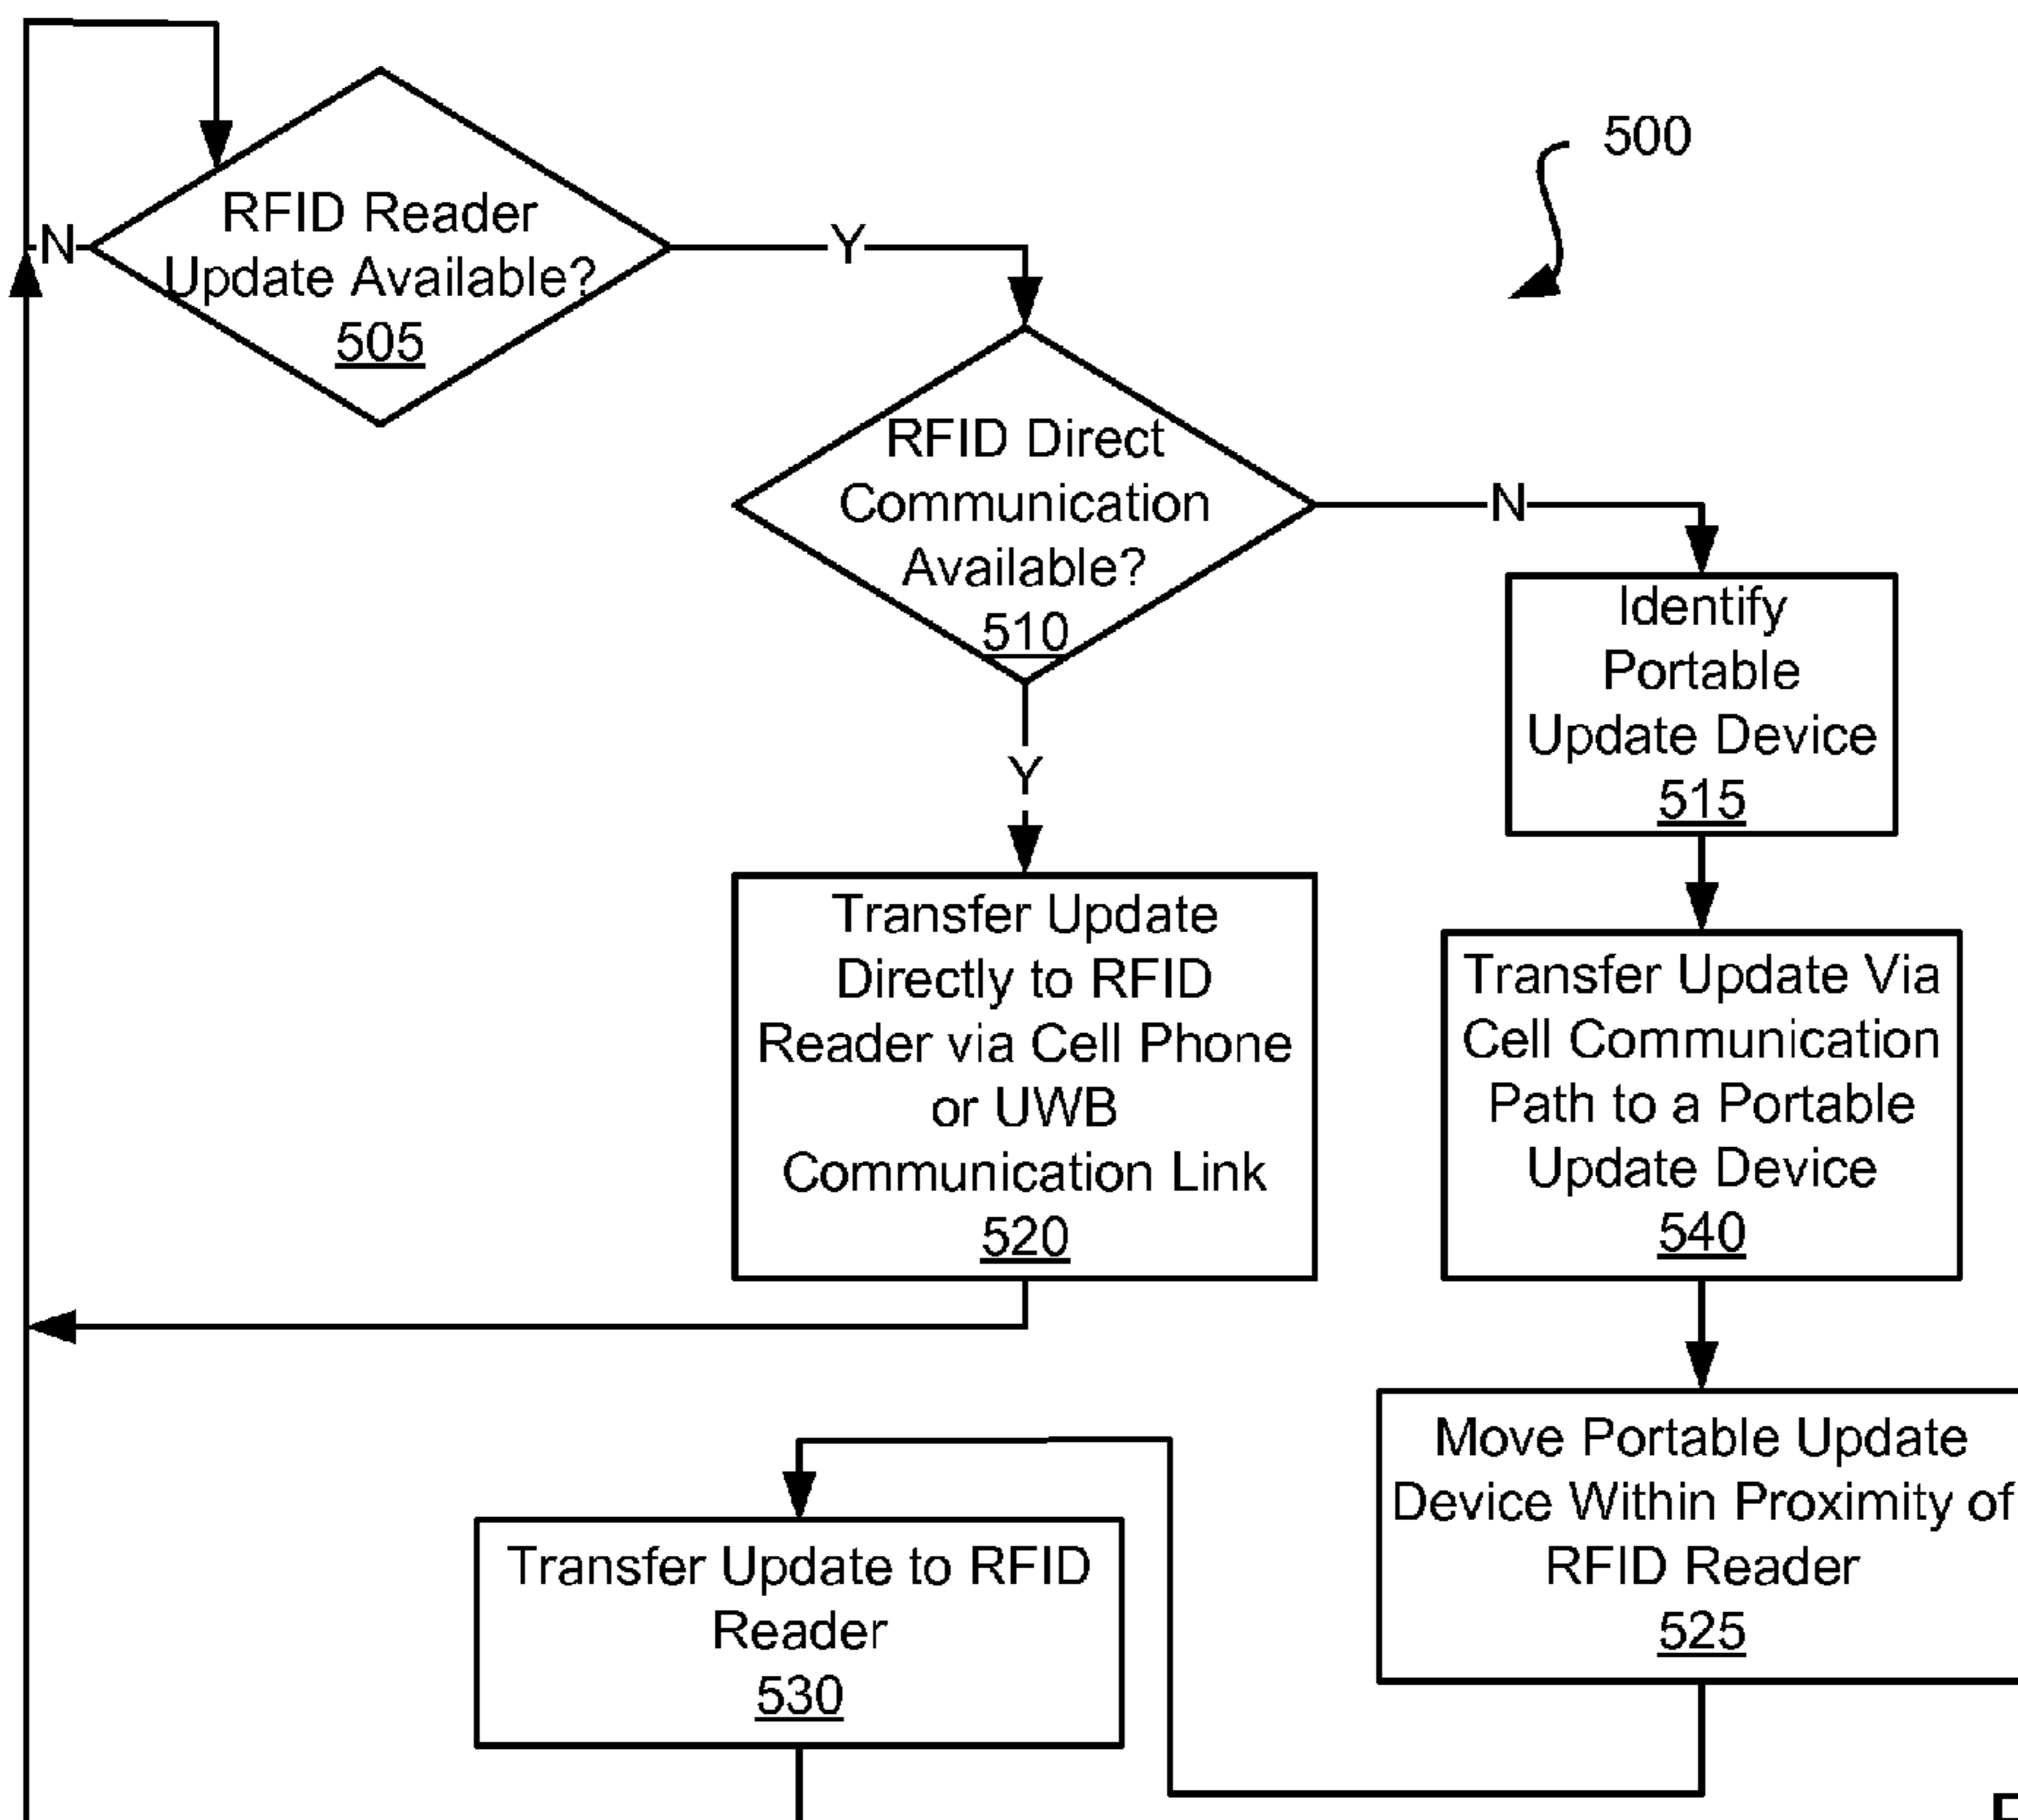 500
RFID Reader
Update Available?
505
N
Y
RFID Direct
Communication
Available?
510
N
Y
Identify
Portable
Update Device
515
Transfer Update
Directly to RFID
Reader via Cell Phone
or UWB
Communication Link
520
Transfer Update Via
Cell Communication
Path to a Portable
Update Device
540
Move Portable Update
Device Within Proximity of
RFID Reader
525
Transfer Update to RFID
Reader
530